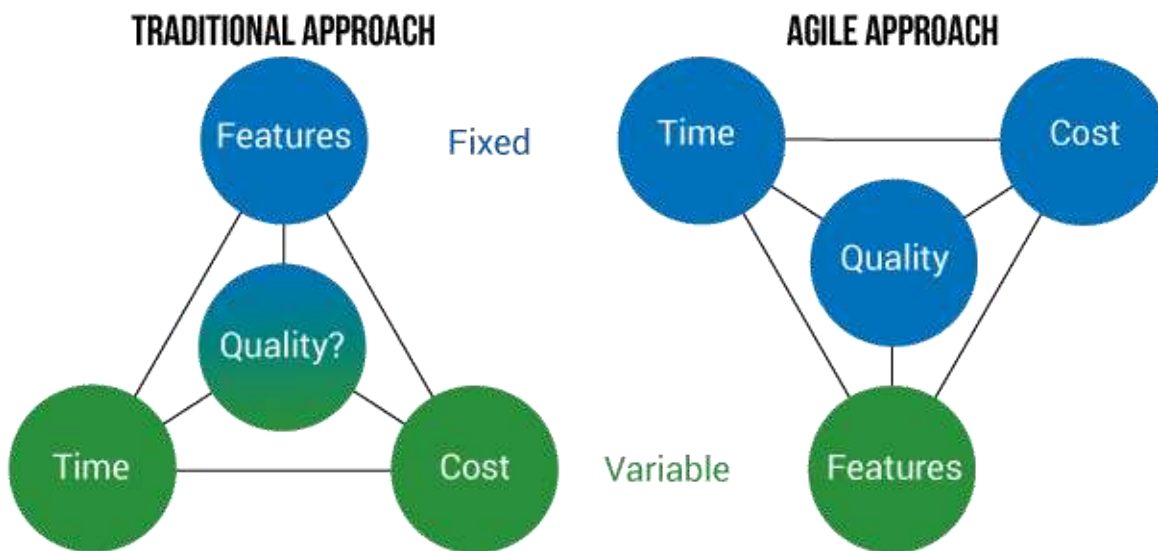 TRADITIONAL APPROACH
Features
Fixed
Quality?
Time
Cost
Variable
AGILE APPROACH
Time
Cost
Quality
Features